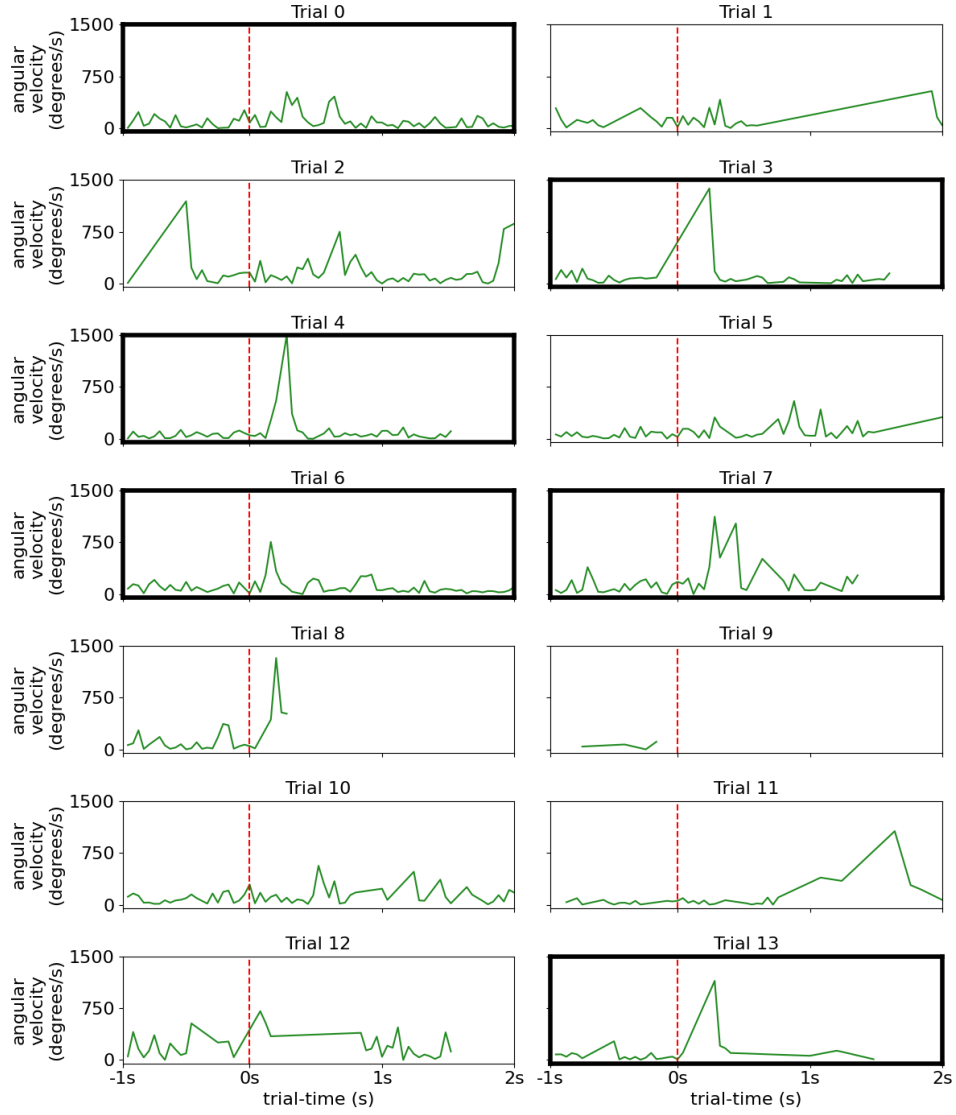 Trial 0
Trial 1
1500
750
0
angular
velocity
(degrees/s)
Trial 2
Trial 3
1500
750
0
angular
velocity
(degrees/s)
Trial 4
Trial 5
1500
750
0
angular
velocity
(degrees/s)
Trial 6
Trial 7
1500
750
0
angular
velocity
(degrees/s)
Trial 8
Trial 9
1500
750
0
angular
velocity
(degrees/s)
Trial 10
Trial 11
1500
750
0
angular
velocity
(degrees/s)
Trial 12
Trial 13
1500
750
0
angular
velocity
(degrees/s)
-1s 0s 1s 2s
-1s 0s 1s 2s
trial-time (s)
trial-time (s)